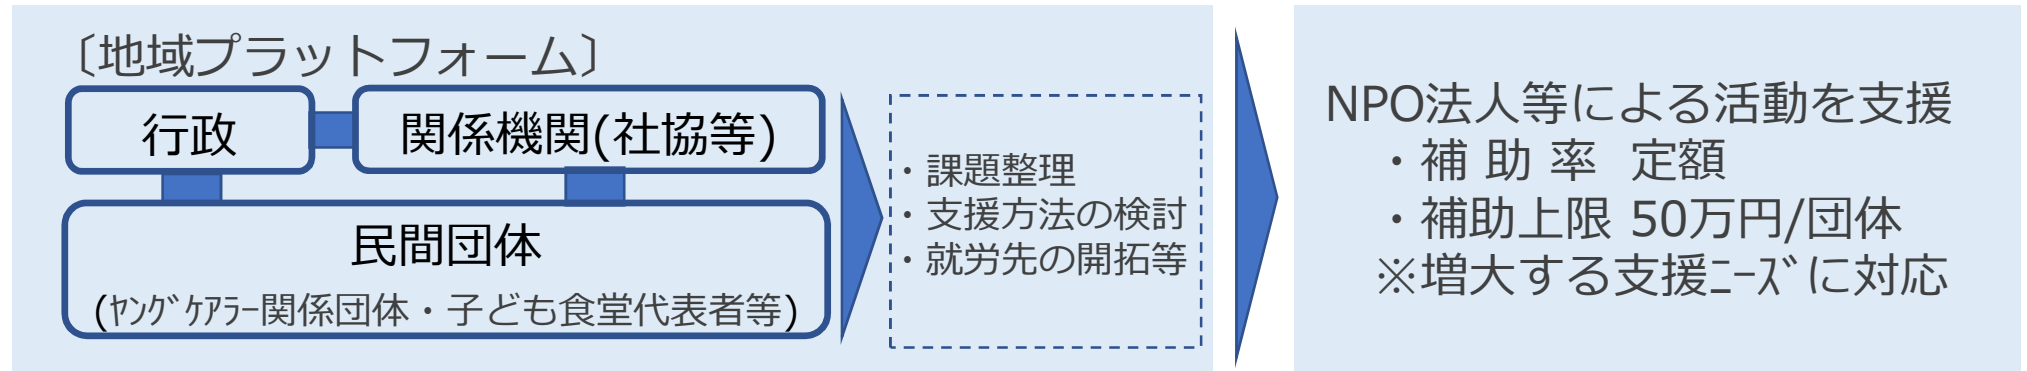 〔地域プラットフォーム〕
行政
関係機関(社協等)
民間団体
(ﾔﾝｸﾞｹｱﾗｰ関係団体・子ども食堂代表者等)
・課題整理
・支援方法の検討
・就労先の開拓等
NPO法人等による活動を支援
・補 助 率 定額
・補助上限 50万円/団体
※増大する支援ﾆｰｽﾞに対応